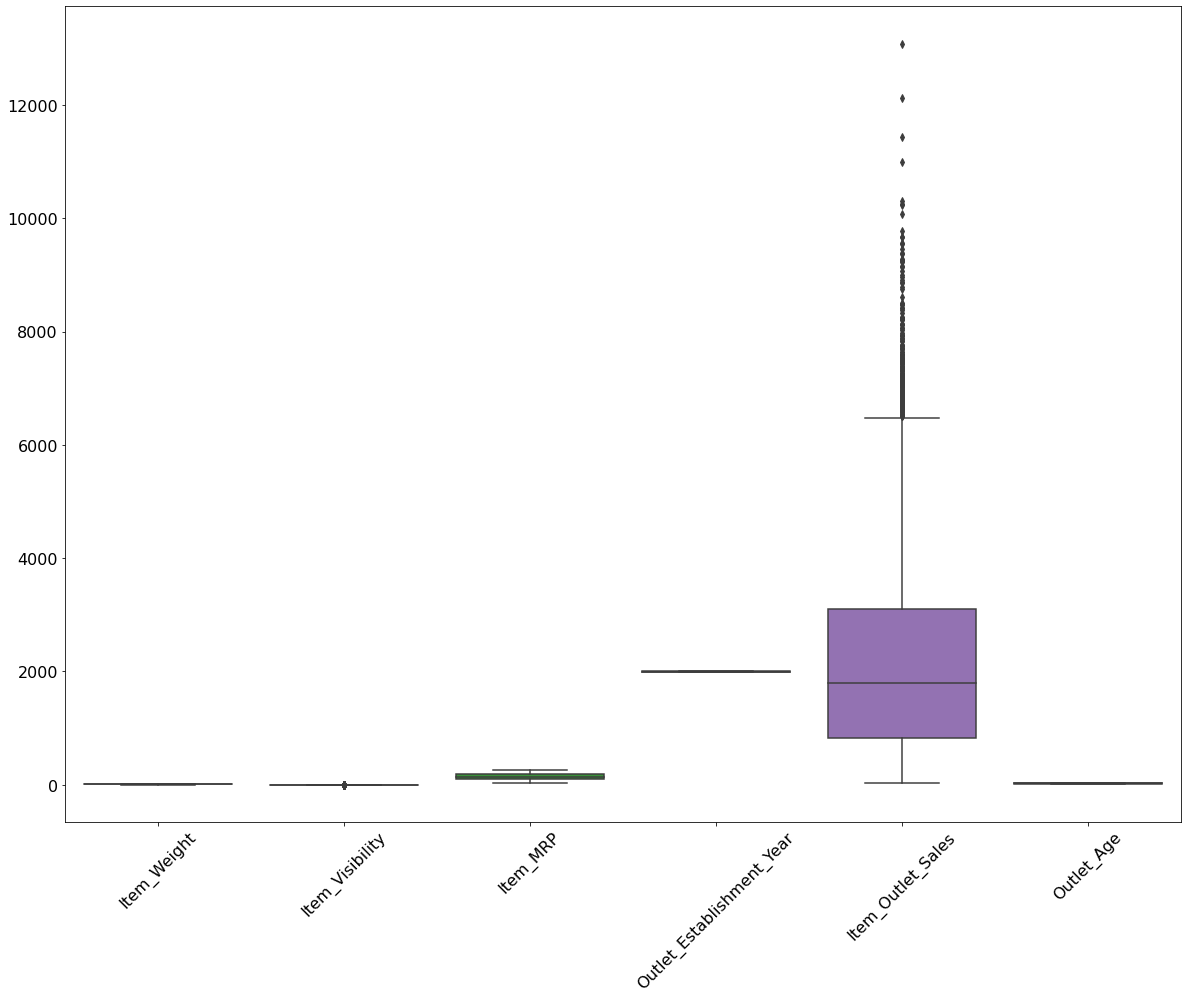 12000
10000
8000
6000
4000
2000
0
Item_Weight
Item_Visibility
Item_MRP
Outlet_Establishment_Year
Item_Outlet_Sales
Outlet_Age